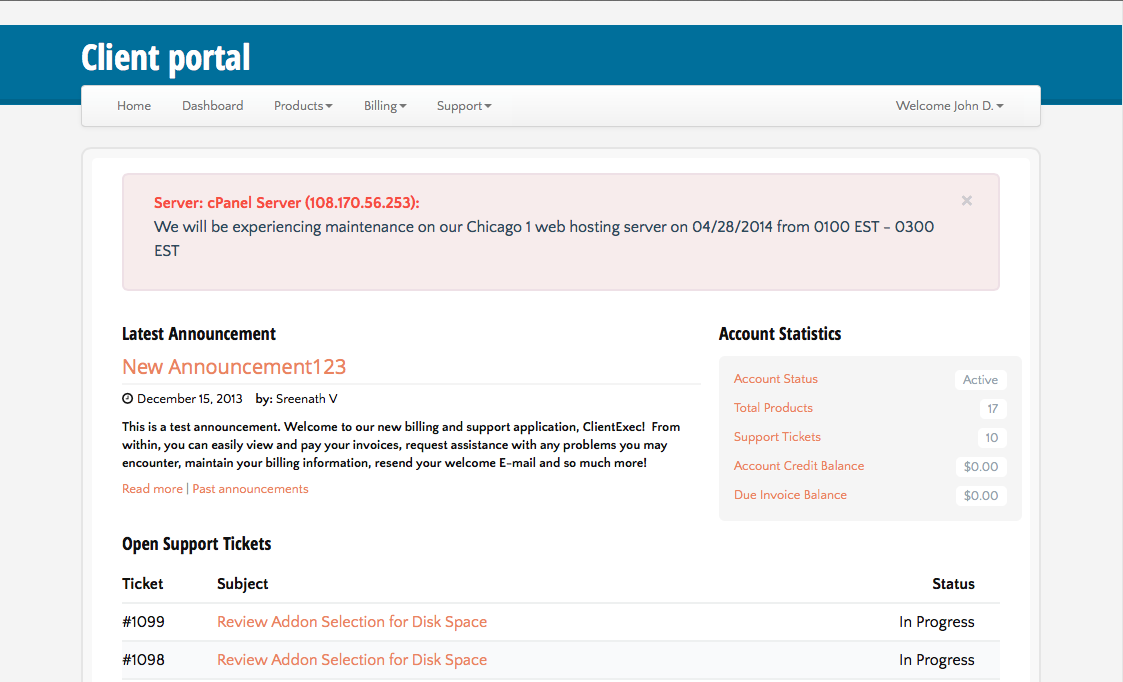 Client portal
Home Dashboard Products Billing Support Welcome John D.
Server: cPanel Server (108.170.56.253): ×
We will be experiencing maintenance on our Chicago 1 web hosting server on 04/28/2014 from 0100 EST - 0300
EST
Latest Announcement
New Announcement123
December 15, 2013 by: Sreenath V
This is a test announcement. Welcome to our new billing and support application, ClientExec! From
within, you can easily view and pay your invoices, request assistance with any problems you may
encounter, maintain your billing information, resend your welcome E-mail and so much more!
Read more | Past announcements
Account Statistics
Account Status Active
Total Products 17
Support Tickets 10
Account Credit Balance $0.00
Due Invoice Balance $0.00
Open Support Tickets
Ticket Subject Status
#1099 Review Addon Selection for Disk Space In Progress
#1098 Review Addon Selection for Disk Space In Progress